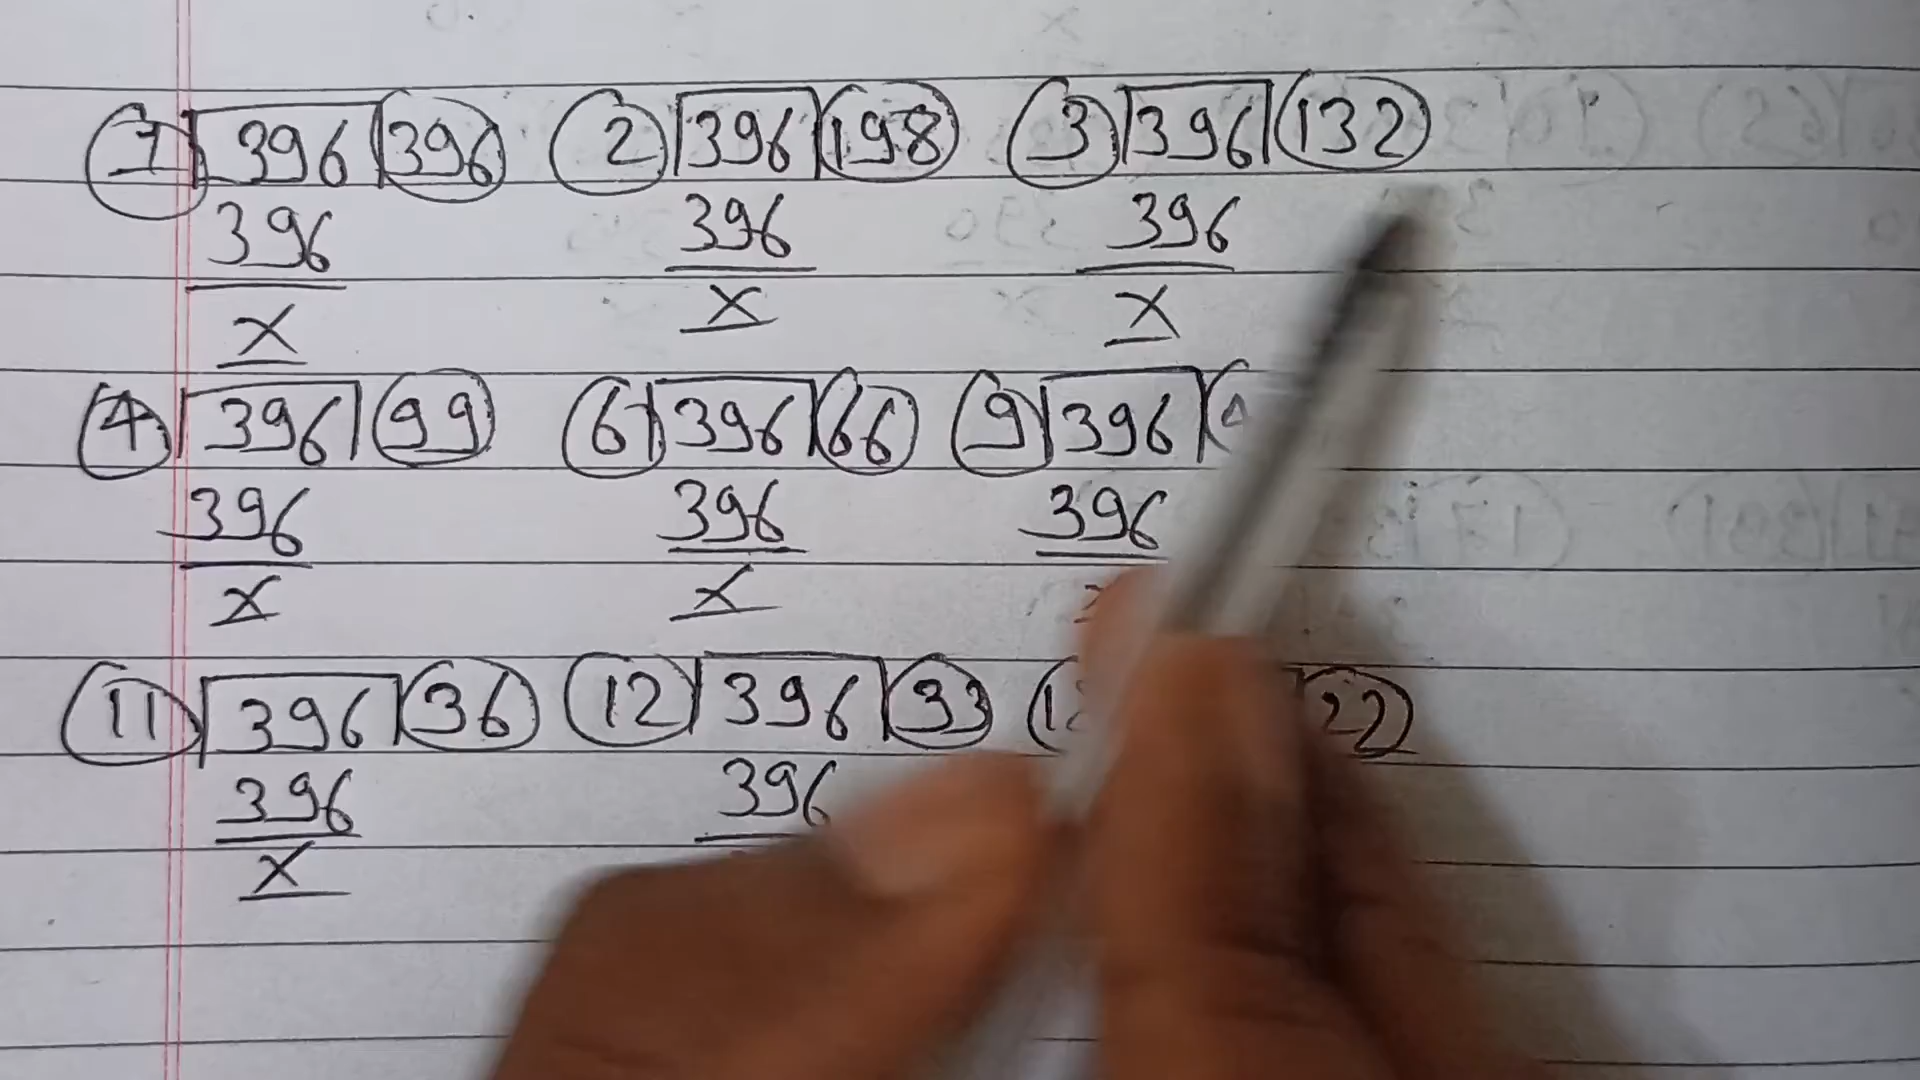 1 396 396 2 396 198 3 396 132
396 396 396
x x x
4 396 99 6 396 66 9 396
396 396 396
x x
11 396 36 12 396 33 22
396 396
x